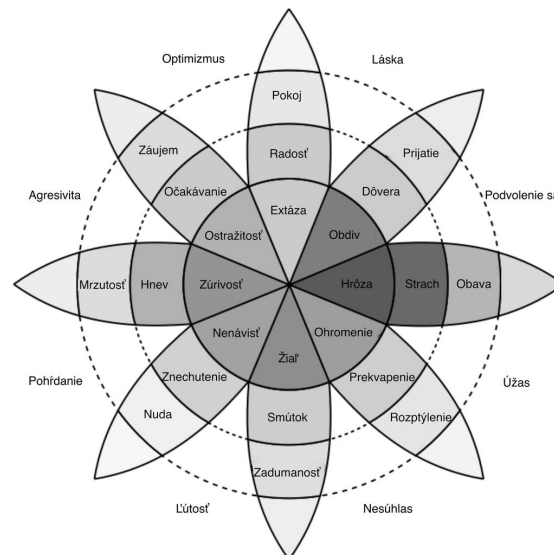 Optimizmus
Láska
Pokoj
Záujem
Prijatie
Radosť
Očakávanie
Dôvera
Agresivita
Podvolenie sa
Extáza
Ostražitosť
Obdiv
Mrzutosť
Hnev
Zúrivosť
Hrôza
Strach
Obava
Nenávisť
Ohromenie
Žiaľ
Znechutenie
Prekvapenie
Pohŕdanie
Úžas
Nuda
Smútok
Rozptýlenie
Zadumanosť
Ľútosť
Nesúhlas